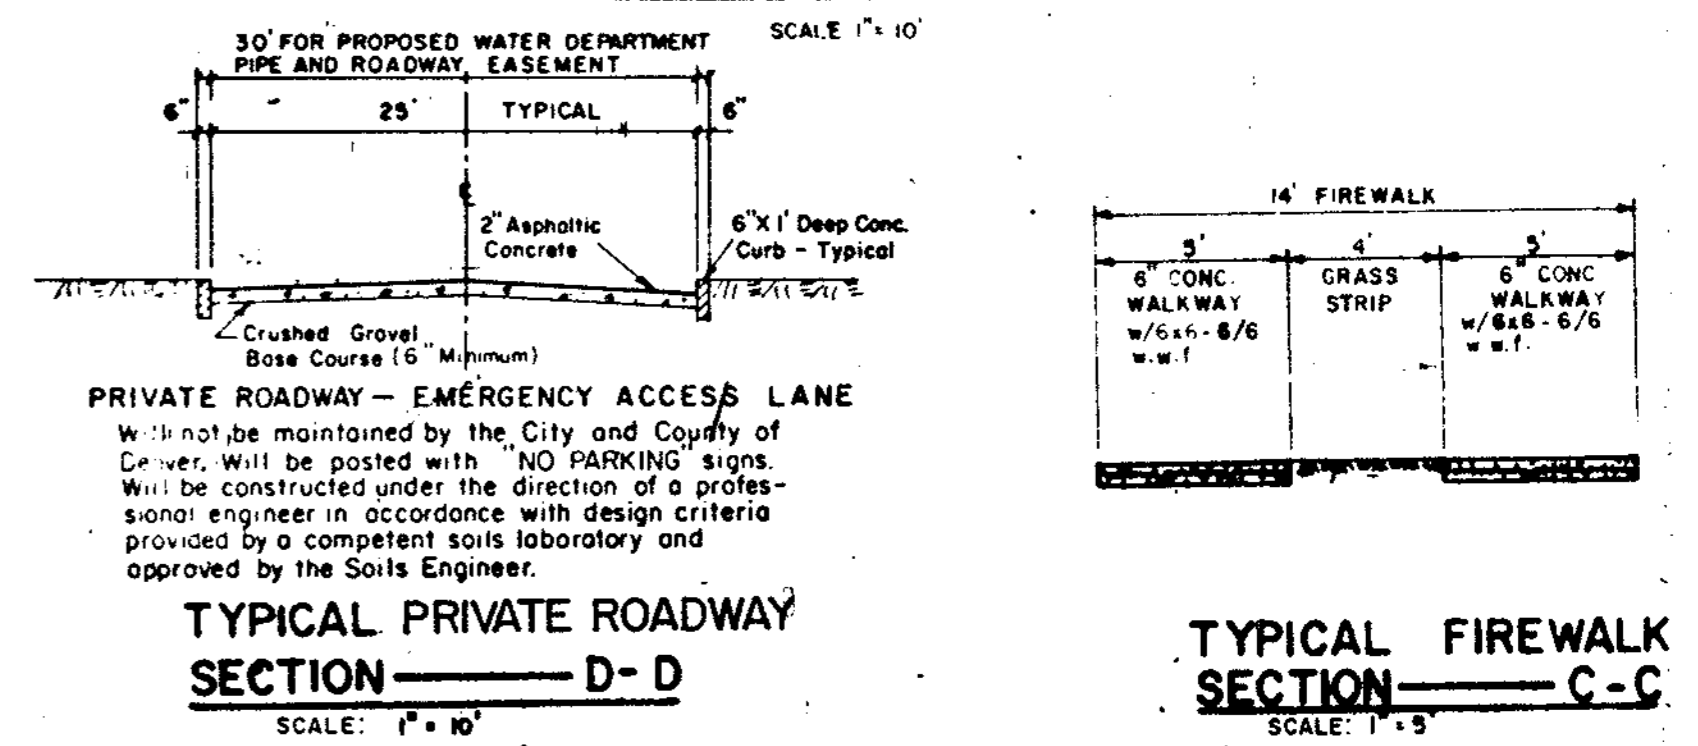 SCALE 1" = 10'
30' FOR PROPOSED WATER DEPARTMENT
PIPE AND ROADWAY EASEMENT
6" 25' TYPICAL 6"
2" Asphaltic
Concrete
6"X 1' Deep Conc.
Curb - Typical
Crushed Gravel
Base Course (6" Minimum)
PRIVATE ROADWAY — EMERGENCY ACCESS LANE
Will not be maintained by the City and County of
Denver. Will be posted with "NO PARKING" signs.
Will be constructed under the direction of a profes-
sional engineer in accordance with design criteria
provided by a competent soils laboratory and
approved by the Soils Engineer.
TYPICAL PRIVATE ROADWAY
SECTION — D-D
SCALE: 1" = 10'
14' FIREWALK
5' 4' 5'
6" CONC.
WALKWAY
w/6x6 - 6/6
w.w.f
GRASS
STRIP
6" CONC
WALKWAY
w/6x6 - 6/6
w w.f.
TYPICAL FIREWALK
SECTION — C-C
SCALE: 1" = 5'